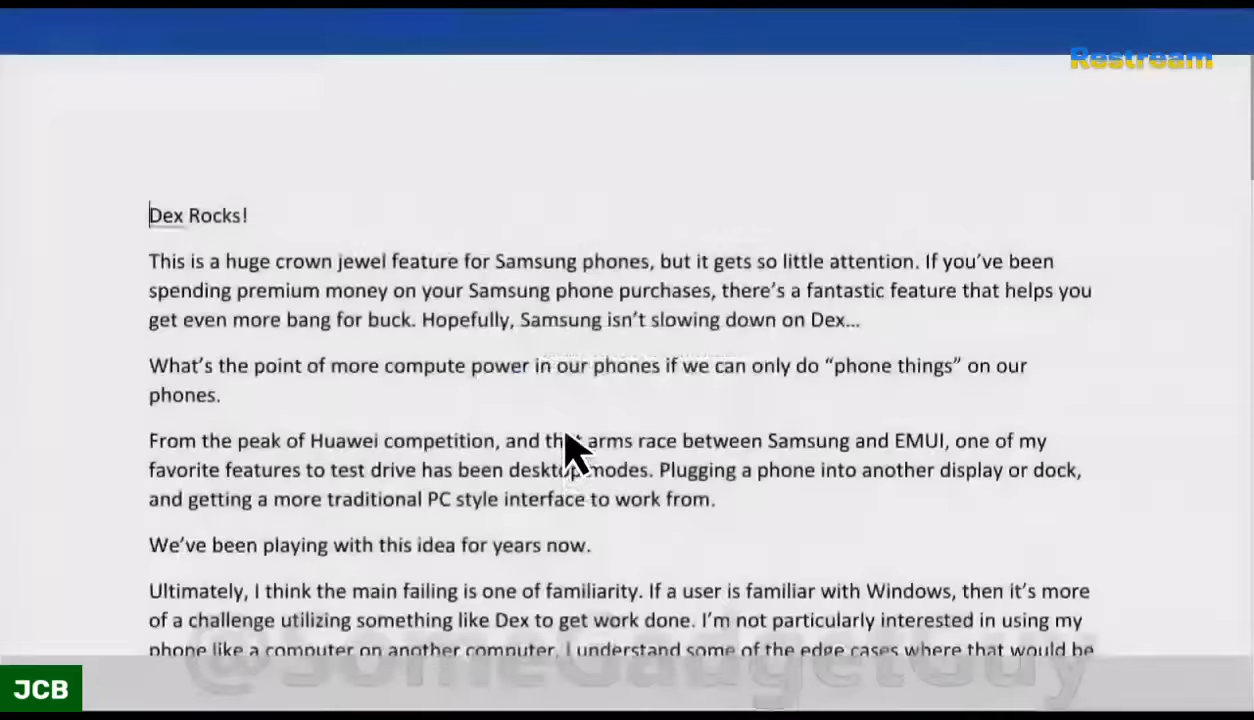 Restream
Dex Rocks!
This is a huge crown jewel feature for Samsung phones, but it gets so little attention. If you've been
spending premium money on your Samsung phone purchases, there's a fantastic feature that helps you
get even more bang for buck. Hopefully, Samsung isn't slowing down on Dex…
What's the point of more compute power in our phones if we can only do “phone things” on our
phones.
From the peak of Huawei competition, and that arms race between Samsung and EMUI, one of my
favorite features to test drive has been desktop modes. Plugging a phone into another display or dock,
and getting a more traditional PC style interface to work from.
We've been playing with this idea for years now.
Ultimately, I think the main failing is one of familiarity. If a user is familiar with Windows, then it's more
of a challenge utilizing something like Dex to get work done. I'm not particularly interested in using my
phone like a computer on another computer. I understand some of the edge cases where that would be
@SomeGadgetGuy
JCB